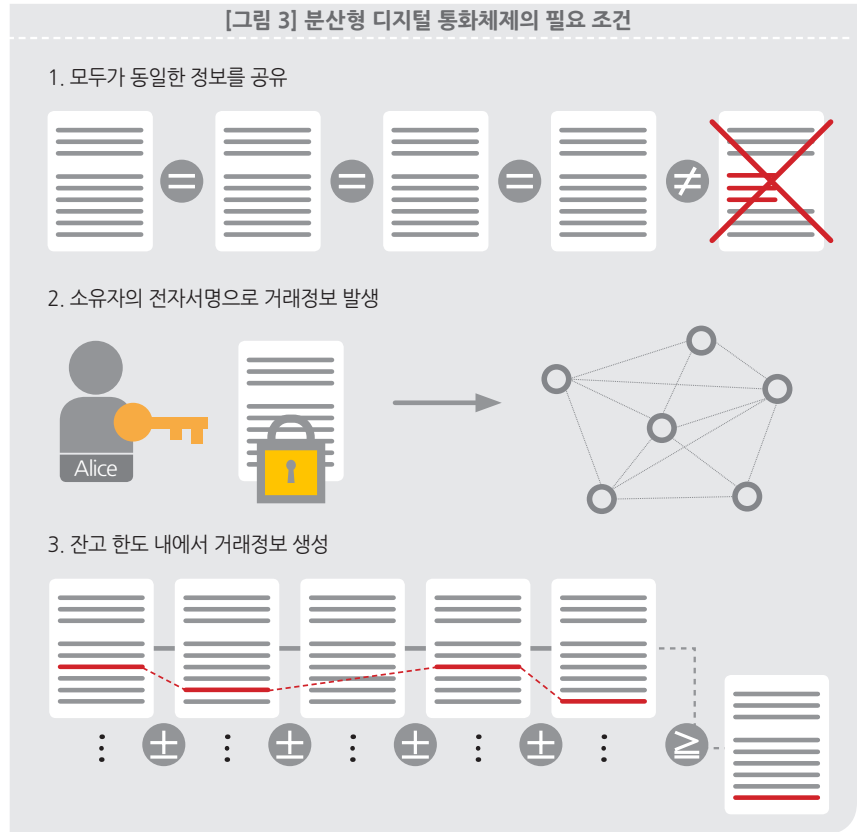 [그림 3] 분산형 디지털 통화체제의 필요 조건
1. 모두가 동일한 정보를 공유
= = = ≠
2. 소유자의 전자서명으로 거래정보 발생
Alice
3. 잔고 한도 내에서 거래정보 생성
± ± ± ± ≧